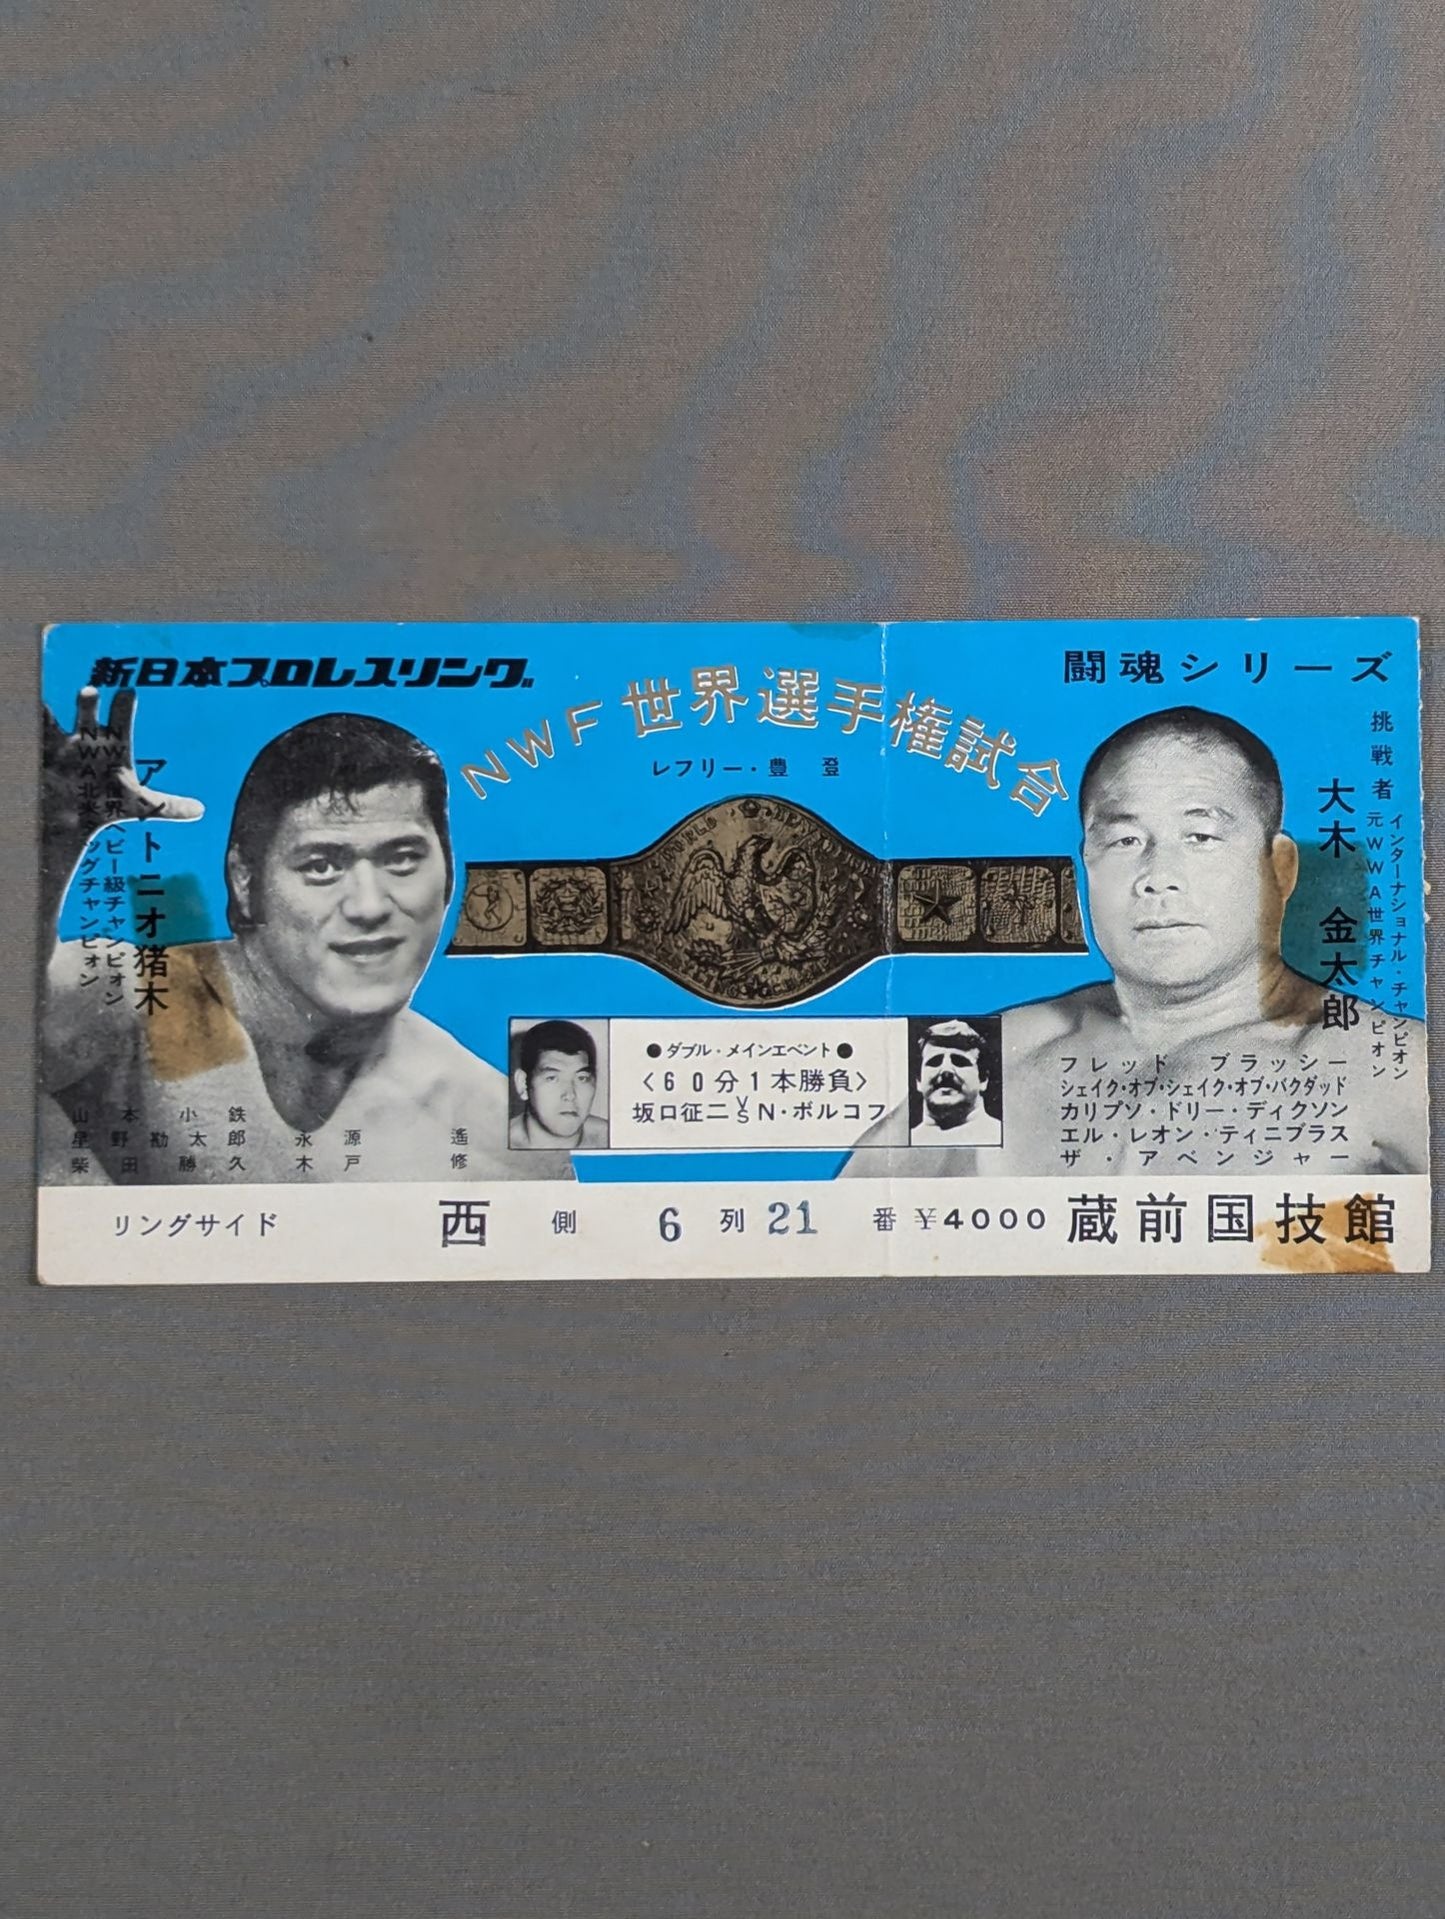 新日本プロレスリング
闘魂シリーズ
NWF世界選手権試合
レフリー・豊登
アントニオ猪木
NWF世界ヘビー級チャンピオン
NWA北米タッグチャンピオン
挑戦者
大木金太郎
インターナショナル・チャンピオン
元WWA世界チャンピオン
●ダブル・メインエベント●
〈60分1本勝負〉
坂口征二VSN・ボルコフ
山本小鉄
星野勘太郎 永源遙
柴田勝久 木戸修
フレッド ブラッシー
シェイク・オブ・シェイク・オブ・バクダッド
カリプソ・ドリー・ディクソン
エル・レオン・ティニブラス
ザ・アベンジャー
リングサイド 西側 6列21番 ¥4000 蔵前国技館